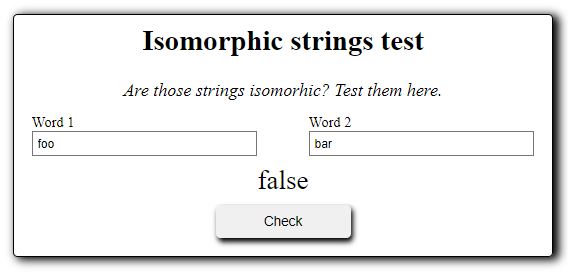 Isomorphic strings test
Are those strings isomorhic? Test them here.
Word 1 Word 2
foo bar
false
Check